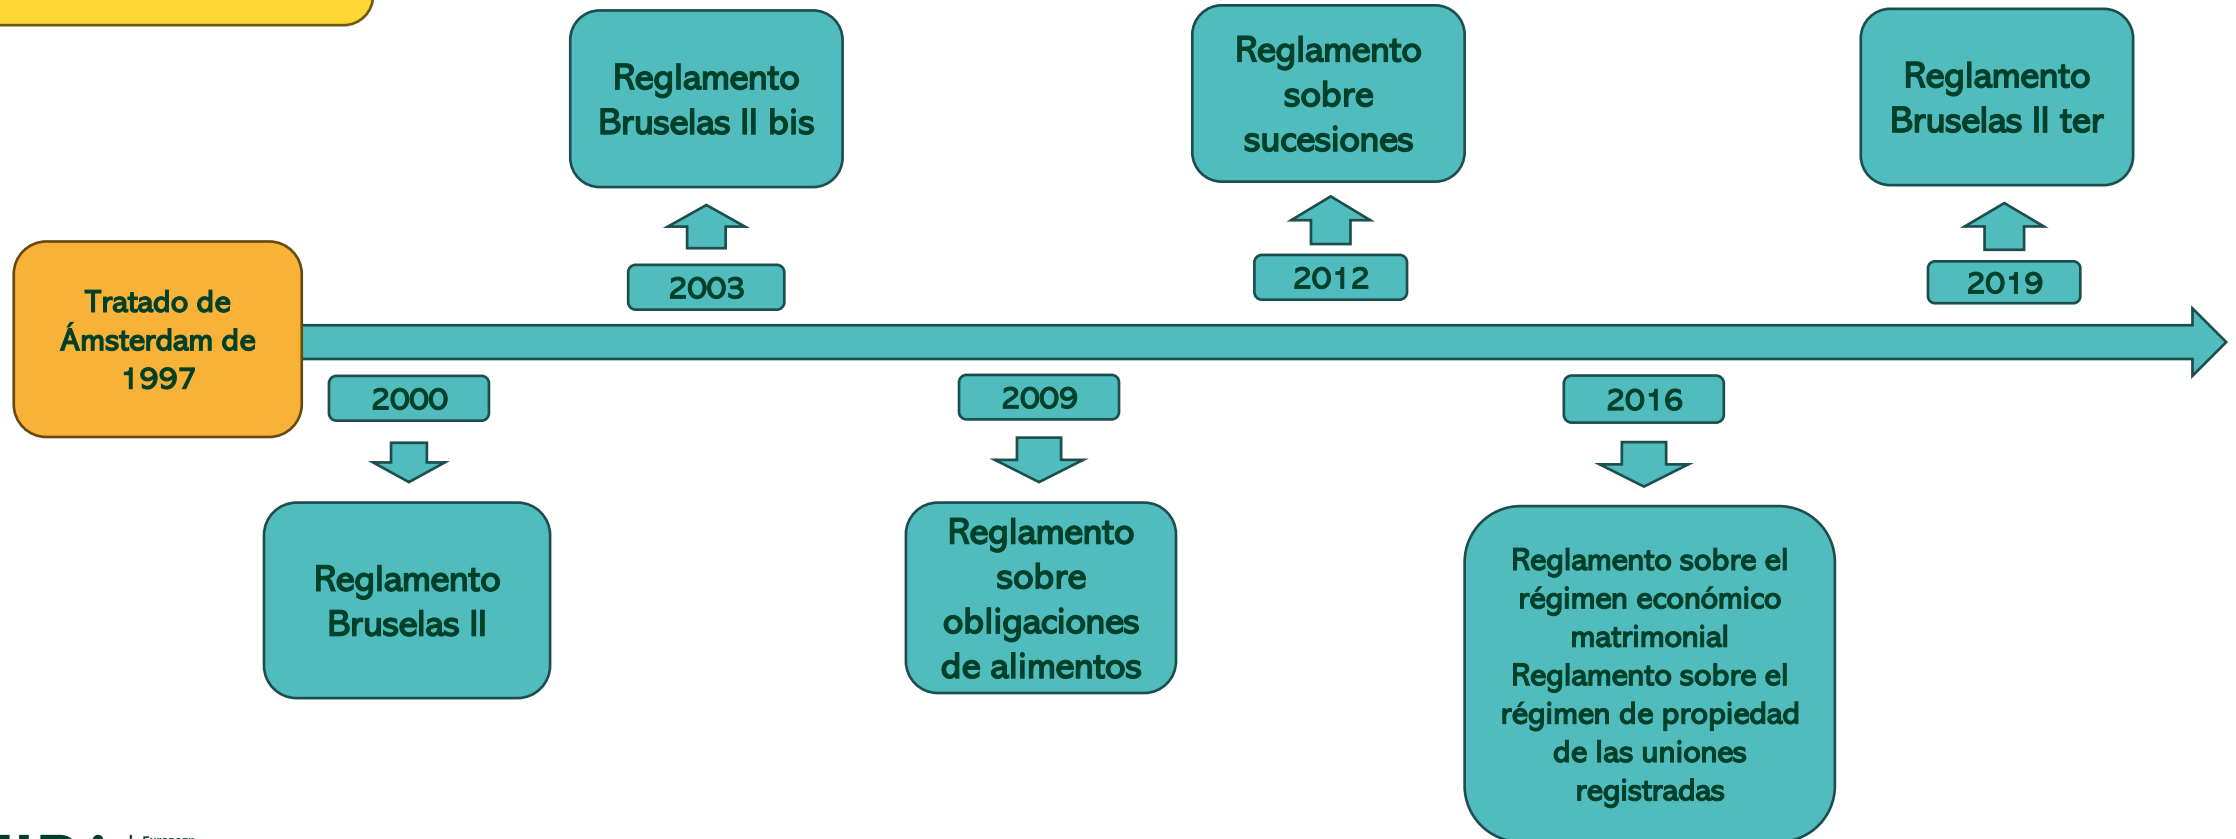 Reglamento
Bruselas II bis
Reglamento
sobre
sucesiones
Reglamento
Bruselas II ter
2003
2012
2019
Tratado de
Ámsterdam de
1997
2000
2009
2016
Reglamento
Bruselas II
Reglamento
sobre
obligaciones
de alimentos
Reglamento sobre el
régimen económico
matrimonial
Reglamento sobre el
régimen de propiedad
de las uniones
registradas